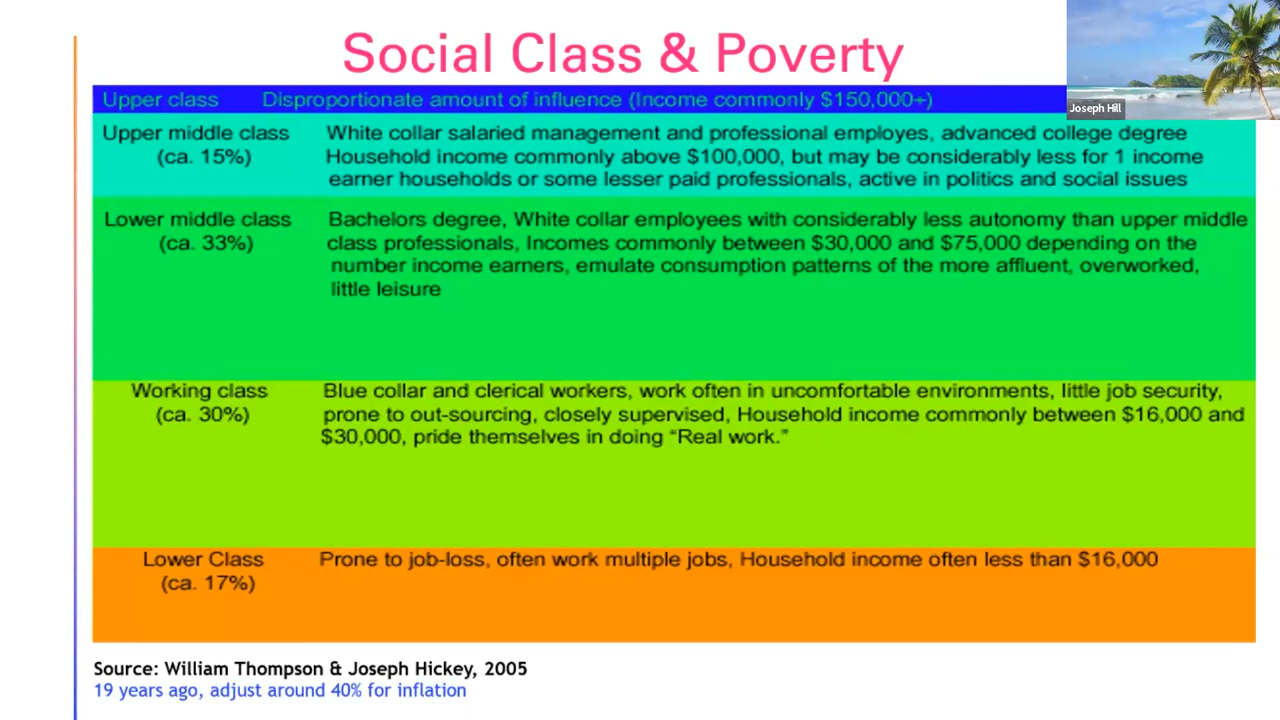 Social Class & Poverty
Joseph Hill
Upper class Disproportionate amount of influence (Income commonly $150,000+)
Upper middle class White collar salaried management and professional employes, advanced college degree
(ca. 15%) Household income commonly above $100,000, but may be considerably less for 1 income
earner households or some lesser paid professionals, active in politics and social issues
Lower middle class Bachelors degree, White collar employees with considerably less autonomy than upper middle
(ca. 33%) class professionals, Incomes commonly between $30,000 and $75,000 depending on the
number income earners, emulate consumption patterns of the more affluent, overworked,
little leisure
Working class Blue collar and clerical workers, work often in uncomfortable environments, little job security,
(ca. 30%) prone to out-sourcing, closely supervised, Household income commonly between $16,000 and
$30,000, pride themselves in doing “Real work.”
Lower Class Prone to job-loss, often work multiple jobs, Household income often less than $16,000
(ca. 17%)
Source: William Thompson & Joseph Hickey, 2005
19 years ago, adjust around 40% for inflation